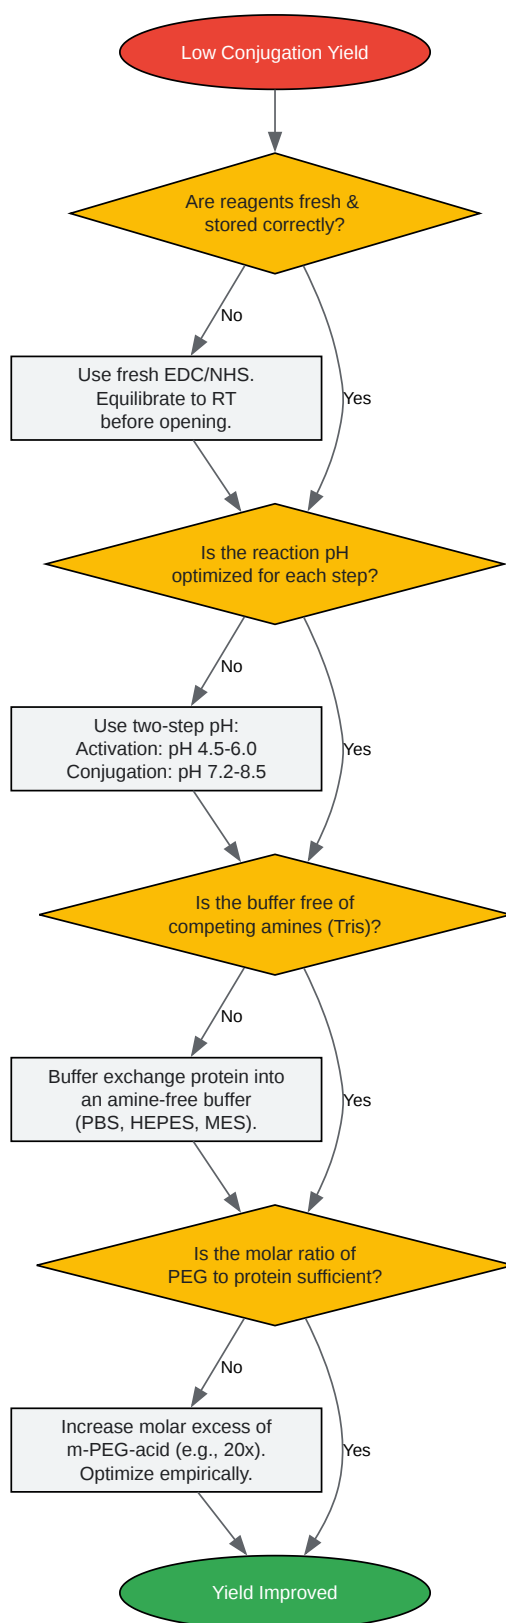 Low Conjugation Yield
Are reagents fresh &
stored correctly?
No
Use fresh EDC/NHS.
Equilibrate to RT
before opening.
Yes
Is the reaction pH
optimized for each step?
No
Use two-step pH:
Activation: pH 4.5-6.0
Conjugation: pH 7.2-8.5
Yes
Is the buffer free of
competing amines (Tris)?
No
Buffer exchange protein into
an amine-free buffer
(PBS, HEPES, MES).
Yes
Is the molar ratio of
PEG to protein sufficient?
No
Increase molar excess of
m-PEG-acid (e.g., 20x).
Optimize empirically.
Yes
Yield Improved